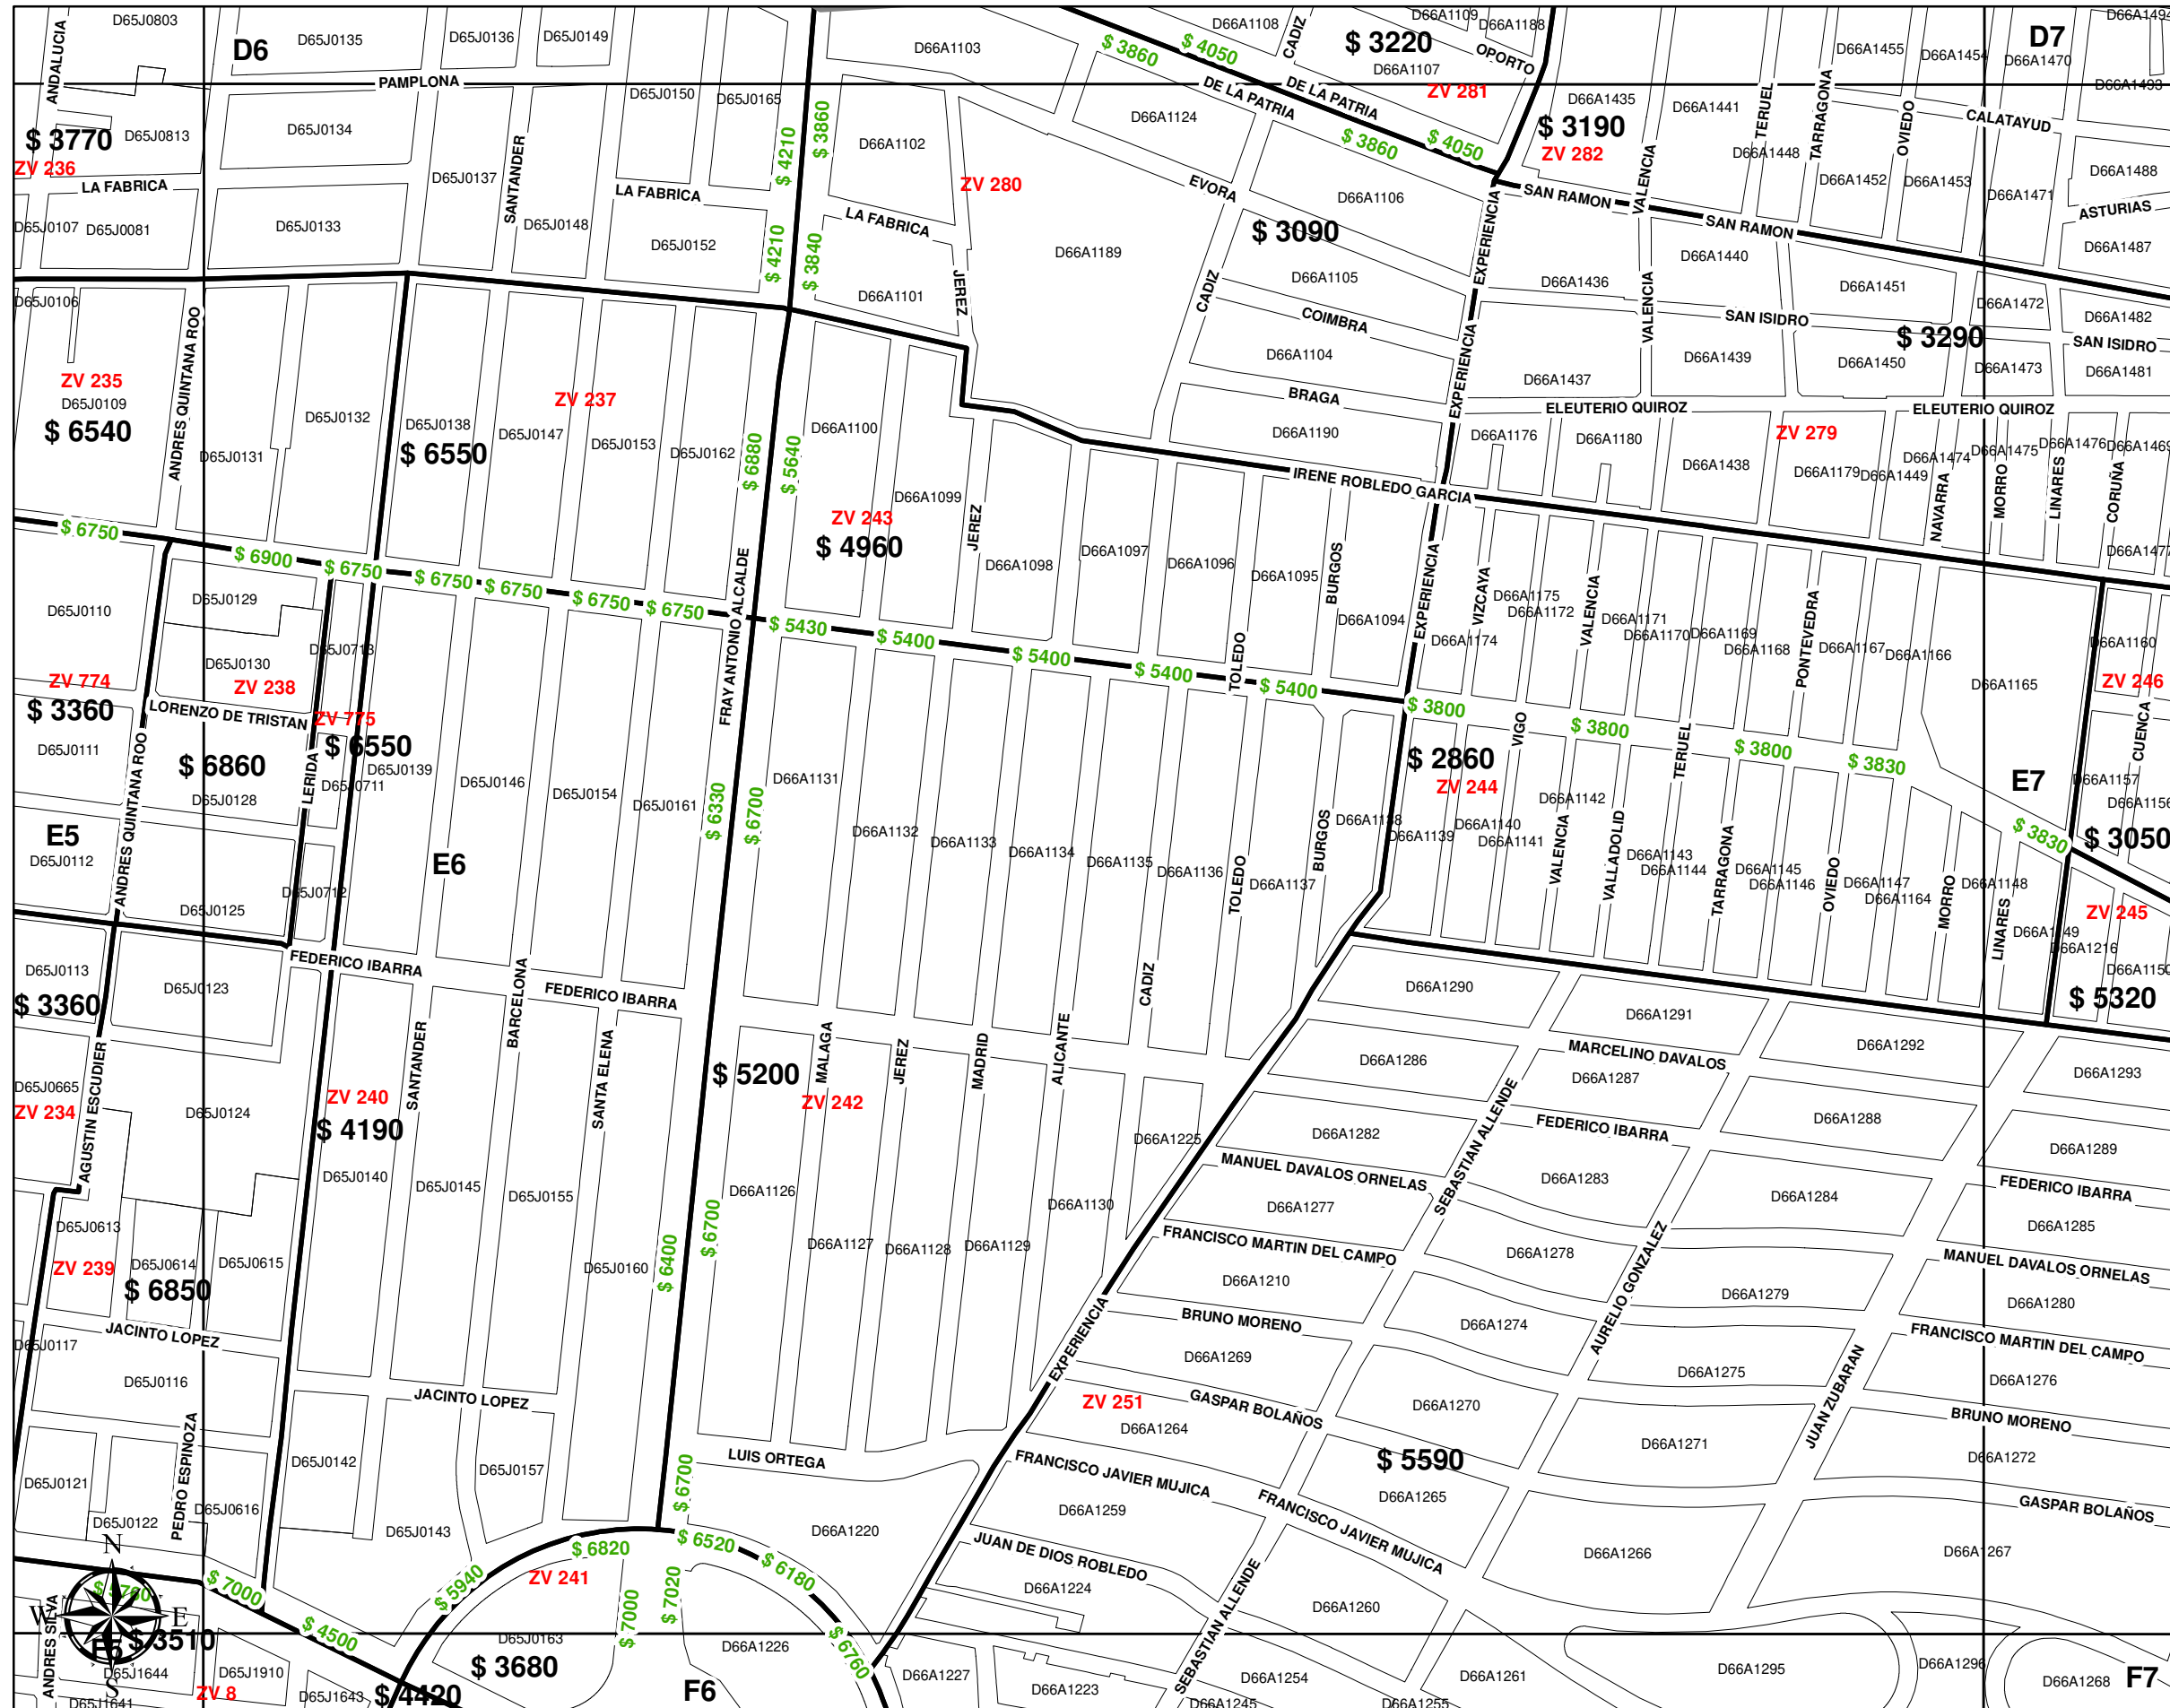 D65J0803
D6
D65J0135
D65J0136
D65J0149
D66A1103
D66A1108
CADIZ
D66A1109
D66A1188
$ 3220
OPORTO
D66A1107
ZV 281
$ 3860
$ 4050
DE LA PATRIA
DE LA PATRIA
$ 3860
$ 4050
D66A1455
D66A1454
D7
D66A1470
D66A1494
D66A1493
ANDALUCIA
PAMPLONA
D65J0150
D65J0165
$ 3770
D65J0813
ZV 236
D65J0134
SANTANDER
$ 4210
$ 3860
D66A1102
D66A1124
D66A1435
$ 3190
ZV 282
D66A1441
TERUEL
TARRAGONA
OVIEDO
CALATAYUD
D66A1448
VALENCIA
D66A1452
D66A1453
D66A1471
D66A1488
ASTURIAS
D66A1487
LA FABRICA
D65J0137
LA FABRICA
ZV 280
EVORA
D66A1106
SAN RAMON
SAN RAMON
D65J0107
D65J0081
D65J0133
D65J0148
D65J0152
$ 4210
$ 3840
LA FABRICA
D66A1189
$ 3090
EXPERIENCIA
D66A1440
D66A1101
JEREZ
CADIZ
D66A1105
D66A1436
VALENCIA
D66A1451
D66A1472
D66A1482
D65J0106
COIMBRA
SAN ISIDRO
$ 3290
SAN ISIDRO
D66A1104
EXPERIENCIA
D66A1439
D66A1450
D66A1473
D66A1481
ANDRES QUINTANA ROO
ZV 235
D65J0109
$ 6540
D65J0132
D65J0138
$ 6550
ZV 237
D65J0147
D65J0153
D65J0162
$ 6880
$ 5640
D66A1100
BRAGA
D66A1437
ELEUTERIO QUIROZ
ELEUTERIO QUIROZ
D66A1190
D66A1176
D66A1180
D66A1438
ZV 279
D66A1179
D66A1449
D66A1474
D66A1475
D66A1476
D66A1469
D65J0131
IRENE ROBLEDO GARCIA
NAVARRA
MORRO
LINARES
CORUÑA
D66A1477
D66A1099
ZV 243
$ 4960
JEREZ
$ 6750
$ 6900
$ 6750
$ 6750
$ 6750
$ 6750
$ 6750
FRAY ANTONIO ALCALDE
D66A1098
D66A1097
D66A1096
D66A1095
BURGOS
D66A1094
EXPERIENCIA
VIZCAYA
D66A1175
D66A1172
D66A1174
VALENCIA
D66A1171
D66A1170
D66A1169
D66A1168
PONTEVEDRA
D66A1167
D66A1166
D66A1165
D66A1160
ZV 246
D65J0110
D65J0129
D65J0130
D65J0713
ZV 238
ZV 774
$ 3360
LORENZO DE TRISTAN
ZV 775
$ 6550
$ 5430
$ 5400
$ 5400
$ 5400
TOLEDO
$ 5400
$ 3800
VIGO
$ 3800
TERUEL
$ 3800
$ 3830
CUENCA
D65J0111
$ 6860
D65J0128
LERIDA
D65J0711
D65J0139
D65J0146
D65J0154
D65J0161
$ 6330
$ 6700
D66A1131
$ 2860
ZV 244
E7
D66A1157
D66A1156
ANDRES QUINTANA ROO
E5
D65J0112
E6
D66A1132
D66A1133
D66A1134
D66A1135
D66A1136
TOLEDO
D66A1137
BURGOS
D66A1138
D66A1139
D66A1140
D66A1141
D66A1142
VALENCIA
VALLADOLID
D66A1143
D66A1144
TARRAGONA
D66A1145
D66A1146
OVIEDO
D66A1147
D66A1164
MORRO
D66A1148
$ 3830
$ 3050
D65J0712
D65J0125
LINARES
D66A1149
ZV 245
D66A1216
D66A1150
$ 5320
D65J0113
$ 3360
D65J0123
FEDERICO IBARRA
BARCELONA
FEDERICO IBARRA
CADIZ
D66A1290
D66A1291
D66A1292
D66A1293
D65J0665
ZV 234
AGUSTIN ESCUDIER
D65J0124
ZV 240
$ 4190
SANTANDER
SANTA ELENA
$ 5200
MALAGA
ZV 242
JEREZ
MADRID
ALICANTE
D66A1286
MARCELINO DAVALOS
D66A1287
D66A1288
D66A1289
D66A1225
D66A1282
SEBASTIAN ALLENDE
FEDERICO IBARRA
FEDERICO IBARRA
D65J0140
D65J0145
D65J0155
D66A1126
D66A1130
MANUEL DAVALOS ORNELAS
D66A1283
D66A1284
D66A1285
D65J0613
ZV 239
D65J0614
$ 6850
D65J0615
D65J0160
$ 6400
$ 6700
D66A1127
D66A1128
D66A1129
D66A1277
FRANCISCO MARTIN DEL CAMPO
D66A1278
AURELIO GONZALEZ
D66A1279
MANUEL DAVALOS ORNELAS
D66A1280
D66A1210
JACINTO LOPEZ
D65J0117
D65J0116
EXPERIENCIA
BRUNO MORENO
D66A1274
D66A1275
JUAN ZUBARAN
FRANCISCO MARTIN DEL CAMPO
D66A1276
D66A1269
JACINTO LOPEZ
ZV 251
D66A1264
GASPAR BOLAÑOS
D66A1270
D66A1271
BRUNO MORENO
D66A1272
D65J0121
PEDRO ESPINOZA
D65J0142
D65J0157
LUIS ORTEGA
$ 6700
FRANCISCO JAVIER MUJICA
$ 5590
D66A1265
GASPAR BOLAÑOS
D65J0122
D65J0616
D65J0143
D66A1220
D66A1259
FRANCISCO JAVIER MUJICA
D66A1266
D66A1267
N
W
E
S
$ 7000
$ 5940
$ 6820
ZV 241
$ 6520
$ 6180
JUAN DE DIOS ROBLEDO
D66A1224
SEBASTIAN ALLENDE
D66A1260
ANDRES SILVA
$ 3510
D65J1644
D65J1641
D65J1910
ZV 8
$ 4500
D65J1643
$ 4420
D65J0163
$ 3680
$ 7000
$ 7020
D66A1226
F6
$ 6760
D66A1227
D66A1223
D66A1245
D66A1254
D66A1255
D66A1261
D66A1295
D66A1296
D66A1268
F7